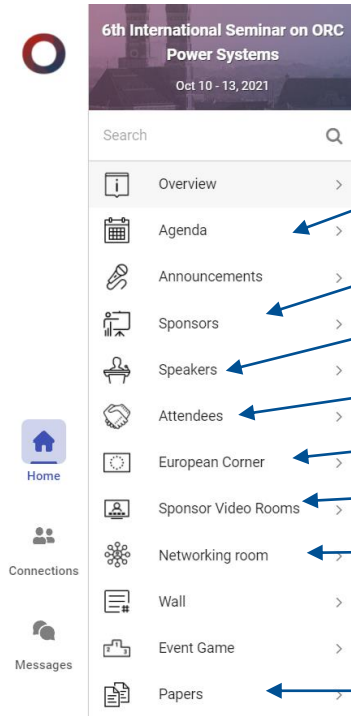 6th International Seminar on ORC
Power Systems
Oct 10 - 13, 2021
Search
Overview
Agenda
Announcements
Sponsors
Speakers
Attendees
European Corner
Home
Sponsor Video Rooms
Networking room
Connections
Wall
Event Game
Messages
Papers